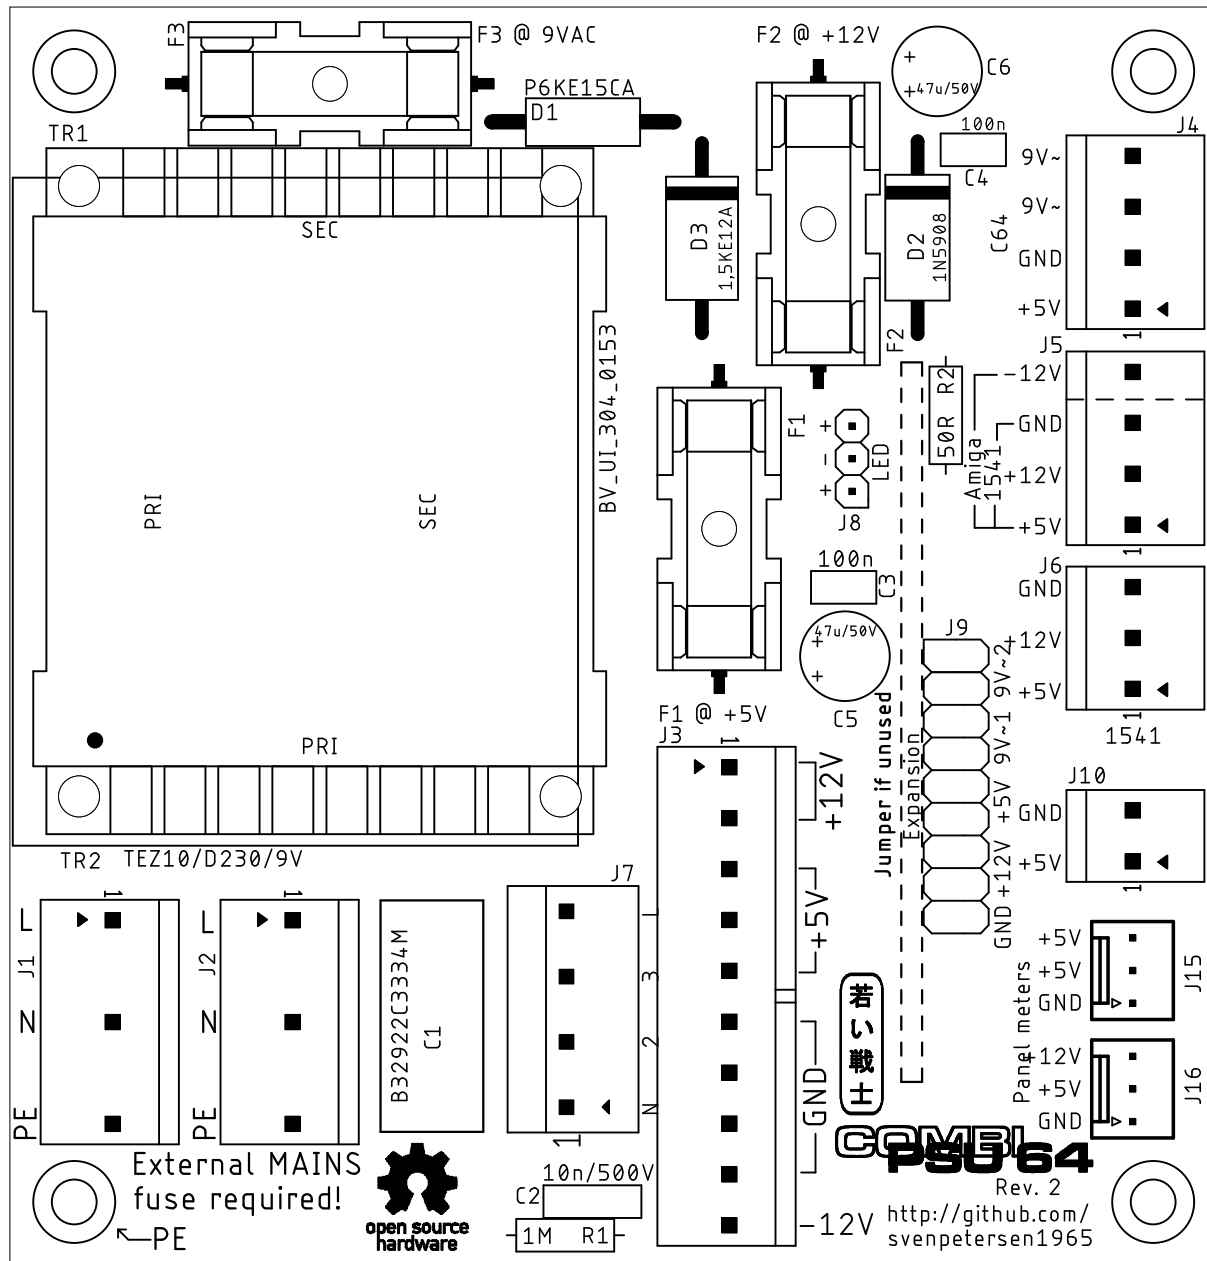 F3
F3 @ 9VAC
F2 @ +12V
C6
47u/50V
P6KE15CA
D1
TR1
100n
C4
J4
9V~
9V~
GND
+5V
1
C64
SEC
D3
1,5KE12A
D2
1N5908
F2
BV_UI_304_0153
J5
-12V
GND
+12V
+5V
1
Amiga
1541
50R R2
F1
+
-
+
LED
J8
PRI
SEC
100n
C3
47u/50V
C5
J6
GND
+12V
+5V
1
1541
J9
9V~2
9V~1
+5V
+12V
GND
Jumper if unused
Expansion
F1 @ +5V
J3
1
+12V
+5V
GND
-12V
PRI
J10
GND
+5V
1
TR2 TEZ10/D230/9V
J7
L
3
2
N
1
L
N
PE
J1
1
L
N
PE
J2
1
B32922C3334M
C1
+5V
+5V
GND
J15
Panel meters
+12V
+5V
GND
J16
若い戦士
COMBI
PSU 64
Rev. 2
http://github.com/
svenpetersen1965
External MAINS
fuse required!
PE
open source
hardware
10n/500V
C2
1M R1